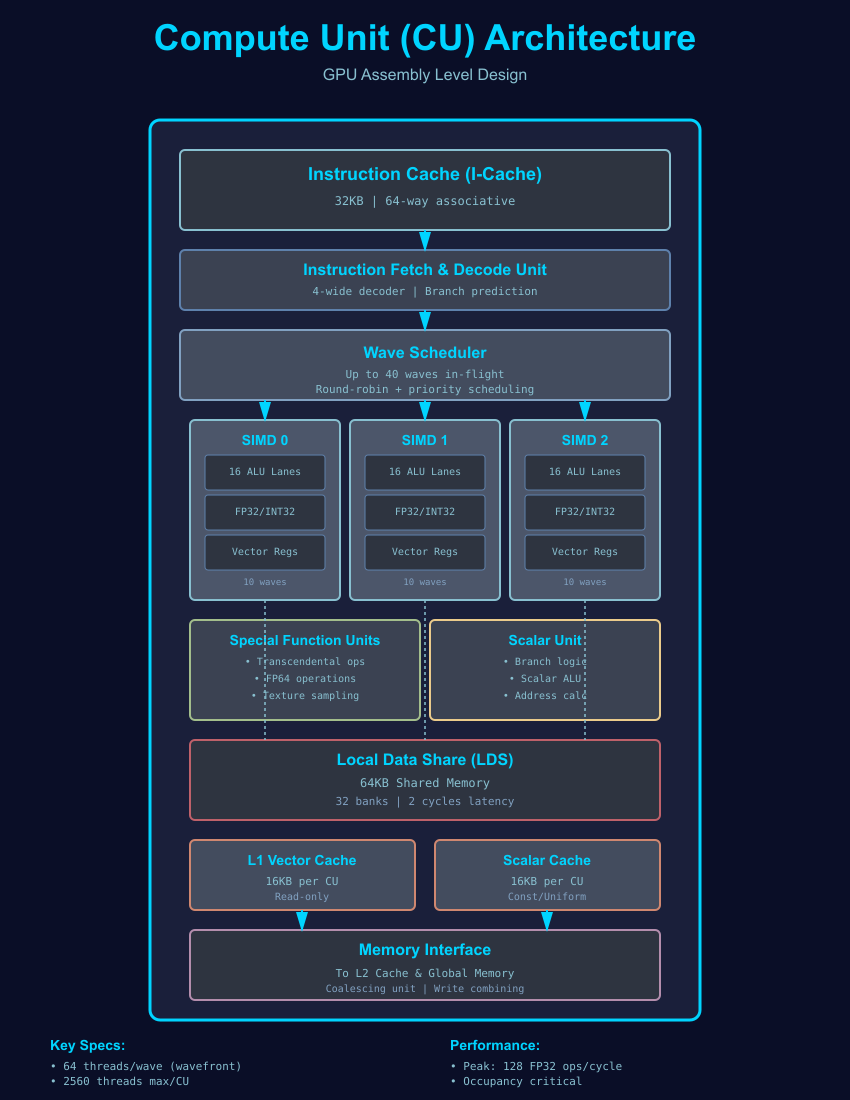 Compute Unit (CU) Architecture
GPU Assembly Level Design
Instruction Cache (I-Cache)
32KB | 64-way associative
Instruction Fetch & Decode Unit
4-wide decoder | Branch prediction
Wave Scheduler
Up to 40 waves in-flight
Round-robin + priority scheduling
SIMD 0
16 ALU Lanes
FP32/INT32
Vector Regs
10 waves
SIMD 1
16 ALU Lanes
FP32/INT32
Vector Regs
10 waves
SIMD 2
16 ALU Lanes
FP32/INT32
Vector Regs
10 waves
Special Function Units
• Transcendental ops
• FP64 operations
• Texture sampling
Scalar Unit
• Branch logic
• Scalar ALU
• Address calc
Local Data Share (LDS)
64KB Shared Memory
32 banks | 2 cycles latency
L1 Vector Cache
16KB per CU
Read-only
Scalar Cache
16KB per CU
Const/Uniform
Memory Interface
To L2 Cache & Global Memory
Coalescing unit | Write combining
Key Specs:
• 64 threads/wave (wavefront)
• 2560 threads max/CU
Performance:
• Peak: 128 FP32 ops/cycle
• Occupancy critical